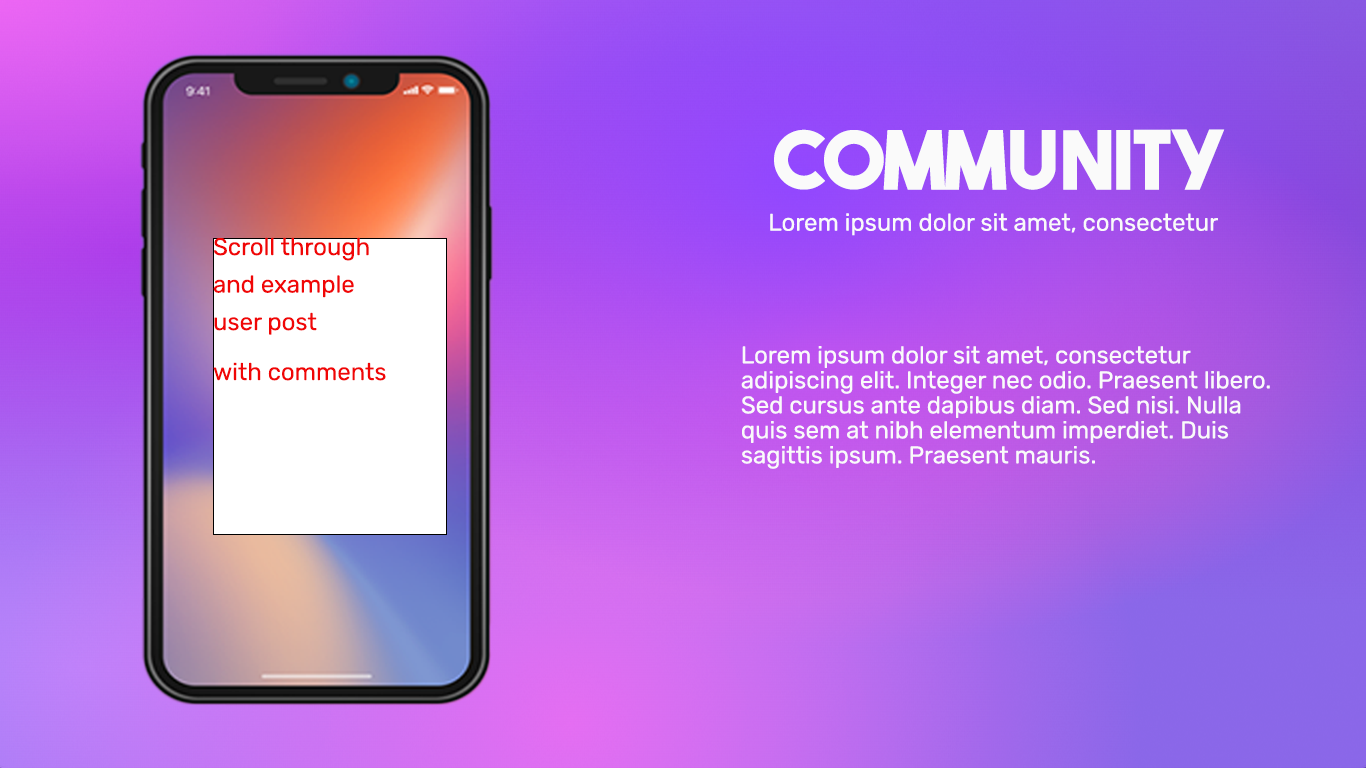 9:41
Scroll through
and example
user post
with comments
COMMUNITY
Lorem ipsum dolor sit amet, consectetur
Lorem ipsum dolor sit amet, consectetur
adipiscing elit. Integer nec odio. Praesent libero.
Sed cursus ante dapibus diam. Sed nisi. Nulla
quis sem at nibh elementum imperdiet. Duis
sagittis ipsum. Praesent mauris.